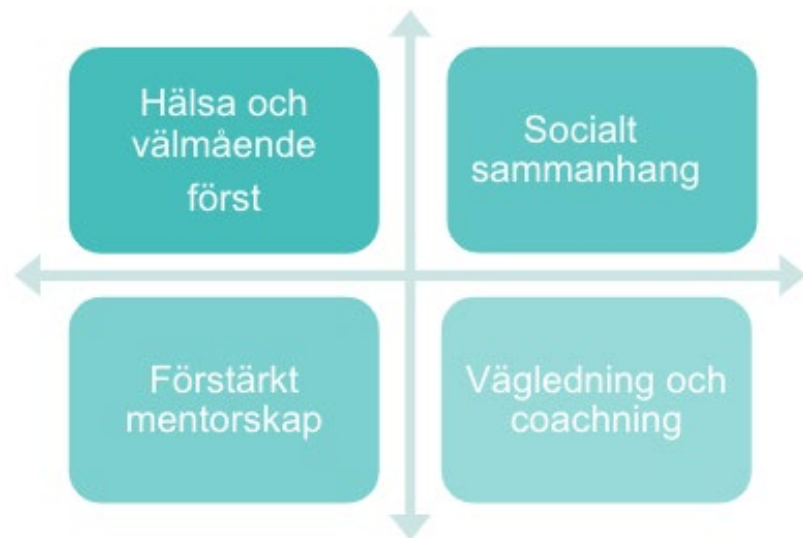 Hälsa och
välmående
först
Socialt
sammanhang
Förstärkt
mentorskap
Vägledning och
coachning